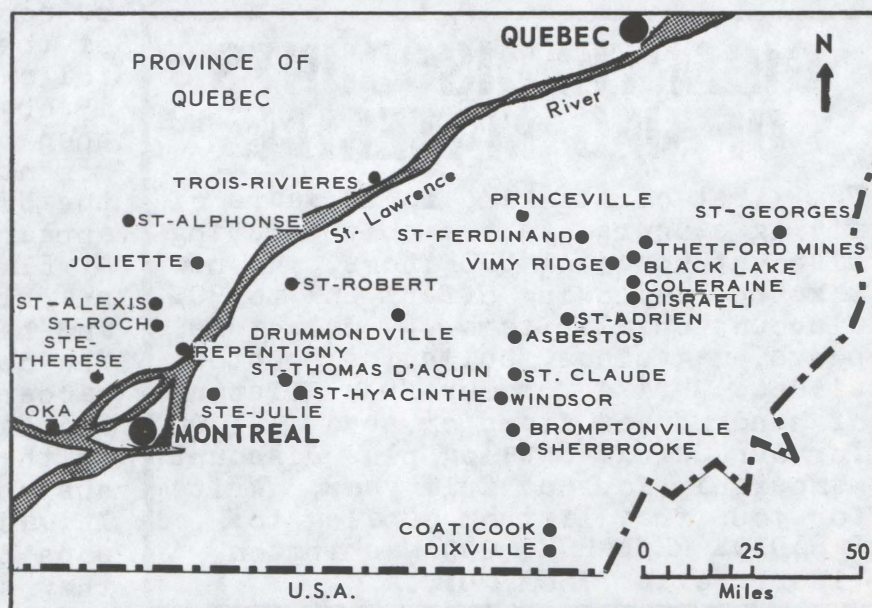 QUEBEC
N
PROVINCE OF
QUEBEC
River
TROIS-RIVIERES
St. Lawrence
PRINCEVILLE
ST-GEORGES
ST-ALPHONSE
ST-FERDINAND
THETFORD MINES
JOLIETTE
VIMY RIDGE
BLACK LAKE
ST-ROBERT
COLERAINE
ST-ALEXIS
DISRAELI
ST-ROCH
DRUMMONDVILLE
ST-ADRIEN
STE-
THERESE
REPENTIGNY
ASBESTOS
ST-THOMAS D'AQUIN
ST. CLAUDE
OKA
STE-JULIE
ST-HYACINTHE
WINDSOR
MONTREAL
BROMPTONVILLE
SHERBROOKE
COATICOOK
DIXVILLE
0 25 50
U.S.A.
Miles